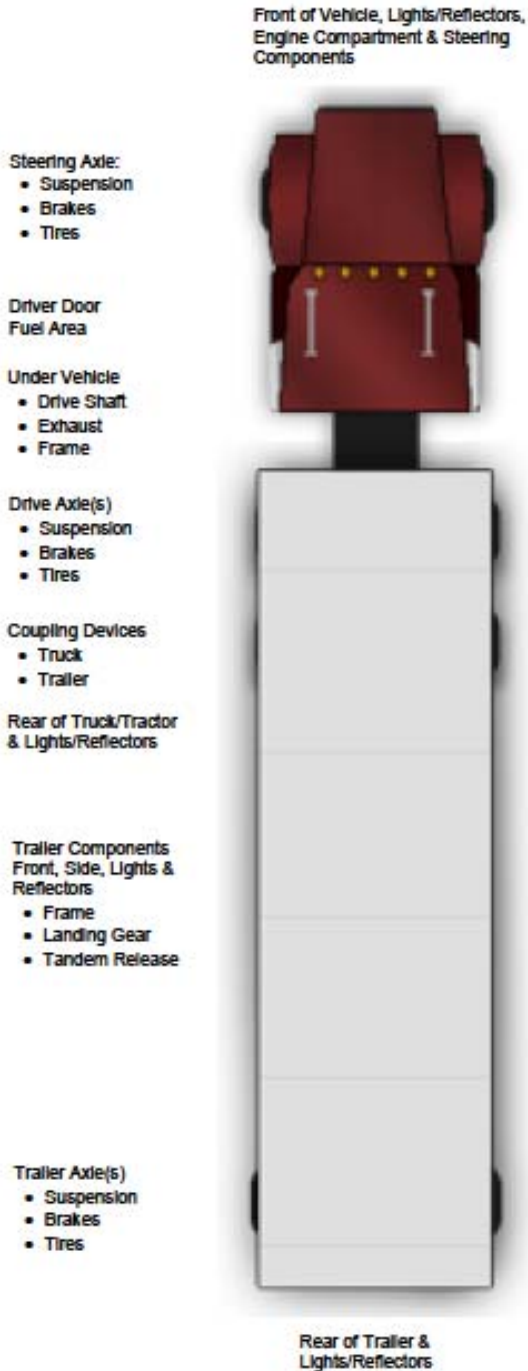 Front of Vehicle, Lights/Reflectors,
Engine Compartment & Steering
Components
Steering Axle:
• Suspension
• Brakes
• Tires
Driver Door
Fuel Area
Under Vehicle
• Drive Shaft
• Exhaust
• Frame
Drive Axle(s)
• Suspension
• Brakes
• Tires
Coupling Devices
• Truck
• Trailer
Rear of Truck/Tractor
& Lights/Reflectors
Trailer Components
Front, Side, Lights &
Reflectors
• Frame
• Landing Gear
• Tandem Release
Trailer Axle(s)
• Suspension
• Brakes
• Tires
Rear of Trailer &
Lights/Reflectors